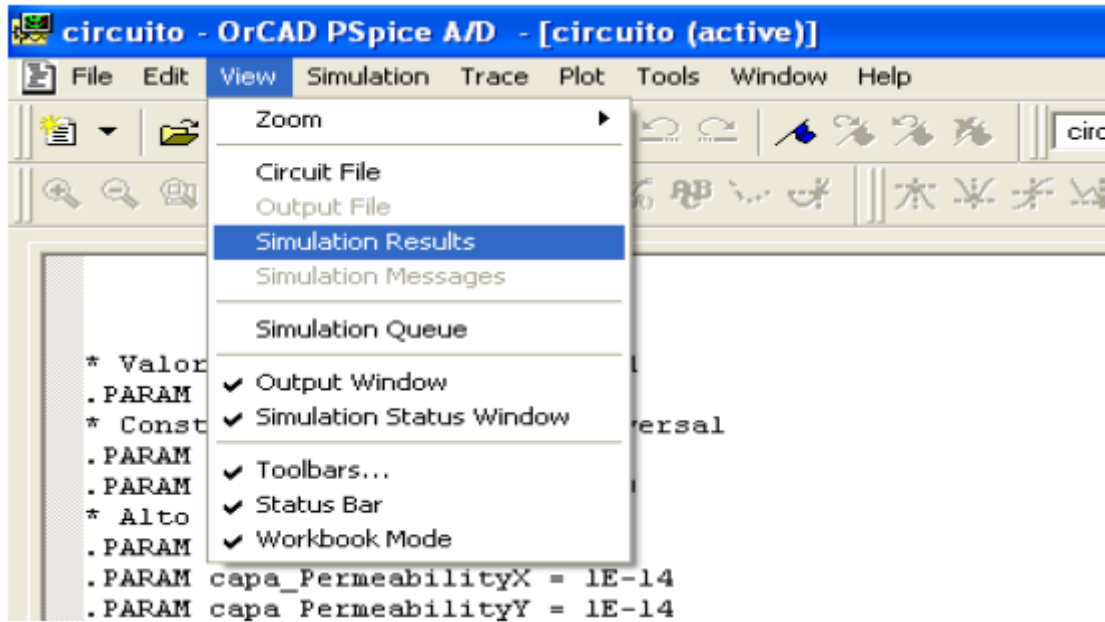 circuito - OrCAD PSpice A/D - [circuito (active)]
File Edit View Simulation Trace Plot Tools Window Help
Zoom
circ
Circuit File
Output File
Simulation Results
Simulation Messages
Simulation Queue
* Valor
Output Window
.PARAM
Simulation Status Window
* Const ersal
.PARAM
Toolbars...
.PARAM
Status Bar
* Alto
Workbook Mode
.PARAM
.PARAM capa_PermeabilityX = 1E-14
.PARAM capa_PermeabilityY = 1E-14